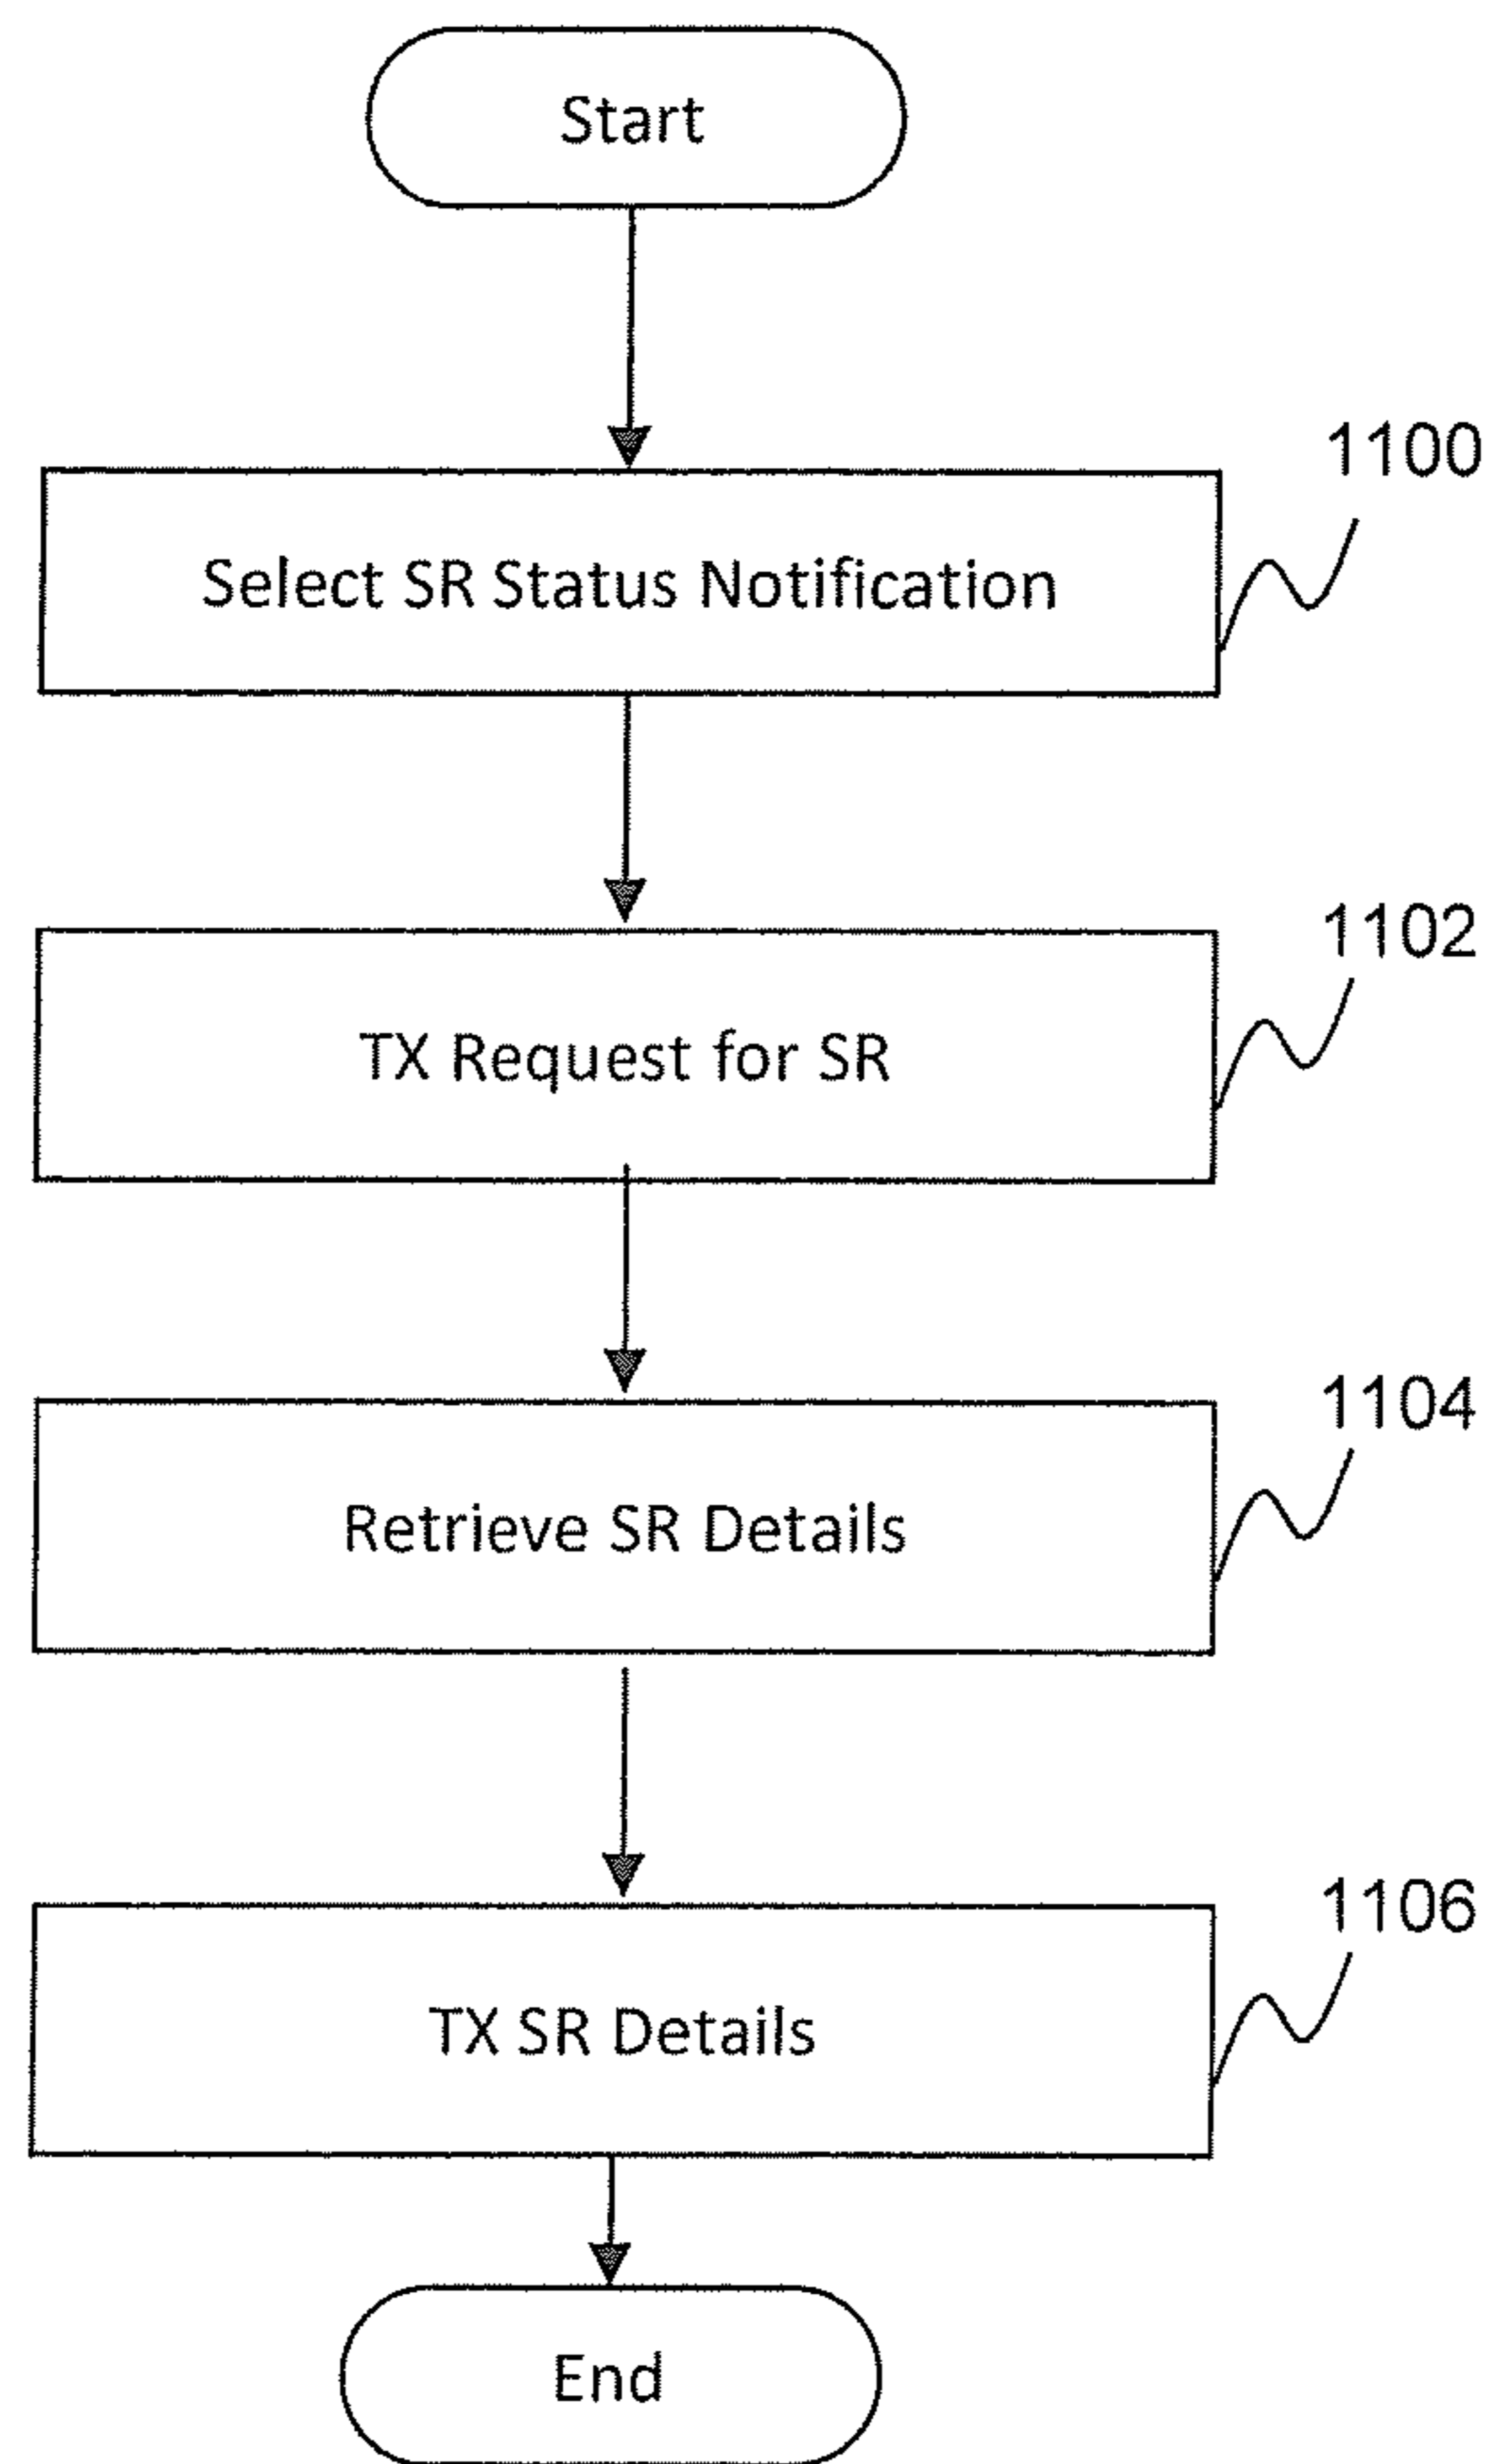 Start
1100
Select SR Status Notification
1102
TX Request for SR
1104
Retrieve SR Details
1106
TX SR Details
End